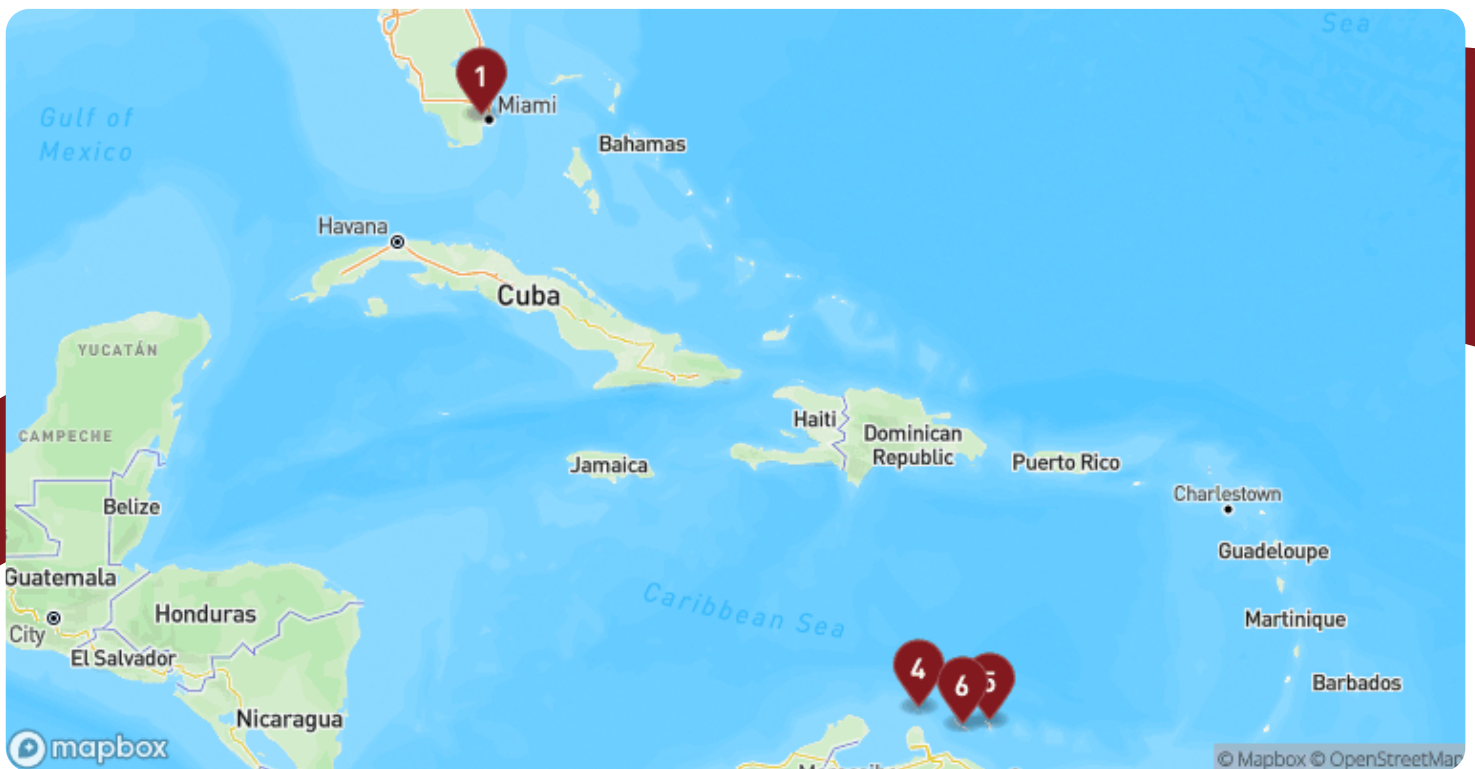 Sea
1
Miami
Gulf of
Mexico
Bahamas
Havana
Cuba
YUCATÁN
Haiti
Dominican
Republic
CAMPECHE
Jamaica
Puerto Rico
Charlestown
Belize
Guadeloupe
Guatemala
Honduras
Caribbean Sea
Martinique
City
El Salvador
4
6
5
Barbados
Nicaragua
mapbox
© Mapbox © OpenStreetMap